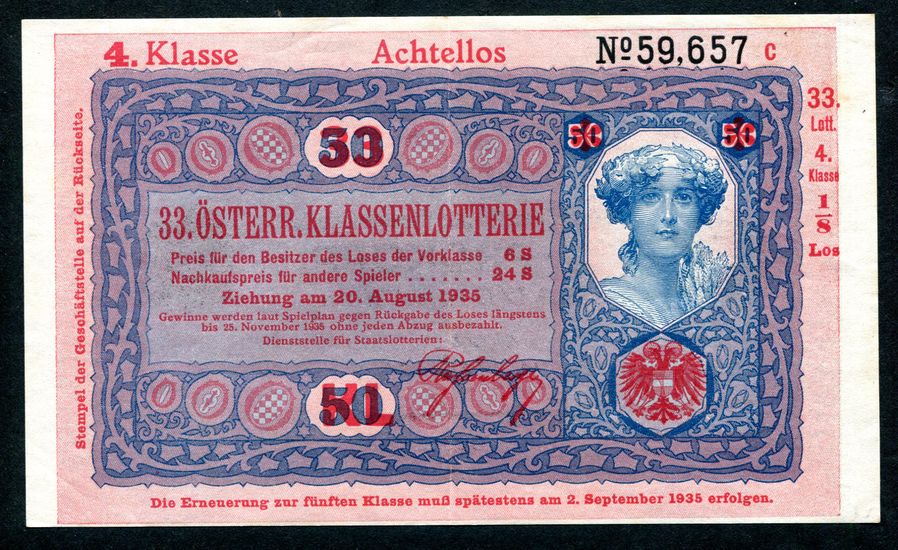 4. Klasse
Achtellos
Nº 59,657 C
33.
Lott.
4.
Klasse
1/8
Los
Stempel der Geschäftsstelle auf der Rückseite.
50
50
33. ÖSTERR. KLASSENLOTTERIE
Preis für den Besitzer des Loses der Vorklasse 6 S
Nachkaufspreis für andere Spieler ....... 24 S
Ziehung am 20. August 1935
Gewinne werden laut Spielplan gegen Rückgabe des Loses längstens
bis 25. November 1935 ohne jeden Abzug ausbezahlt.
Dienststelle für Staatslotterien:
50
Die Erneuerung zur fünften Klasse muß spätestens am 2. September 1935 erfolgen.